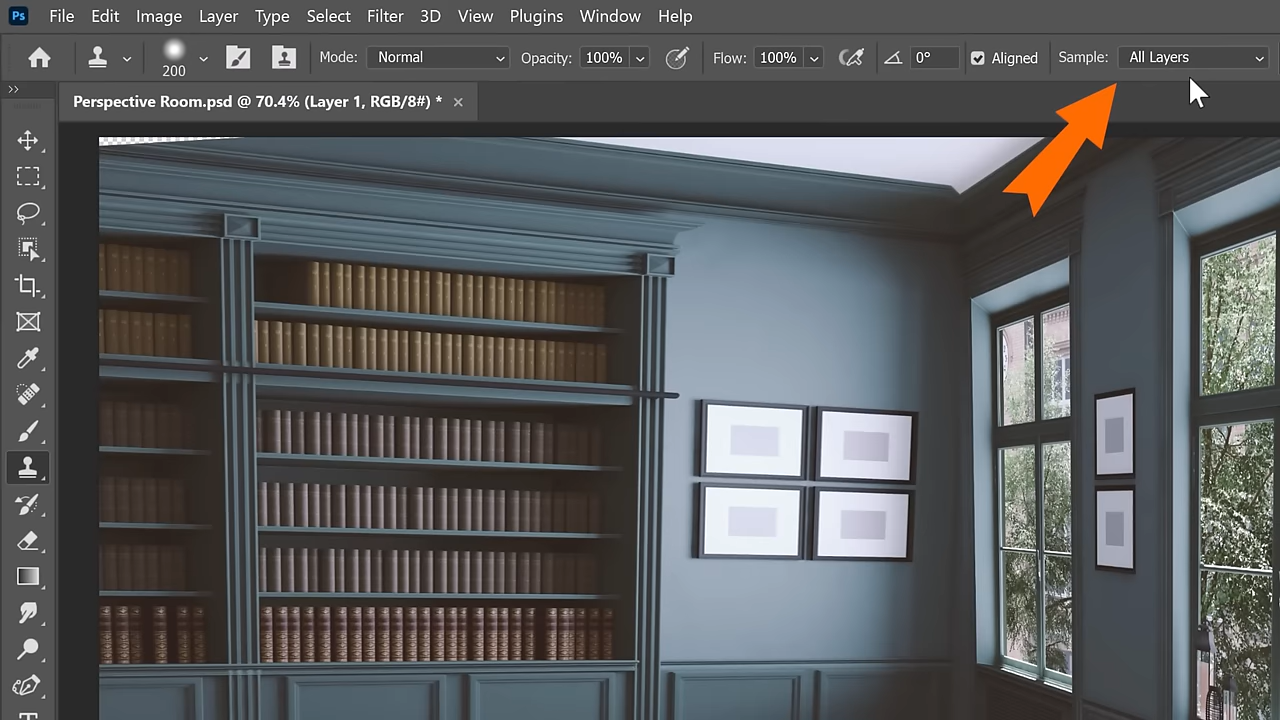 Ps File Edit Image Layer Type Select Filter 3D View Plugins Window Help
200 Mode: Normal Opacity: 100% Flow: 100% 0° Aligned Sample: All Layers
Perspective Room.psd @ 70.4% (Layer 1, RGB/8#) *